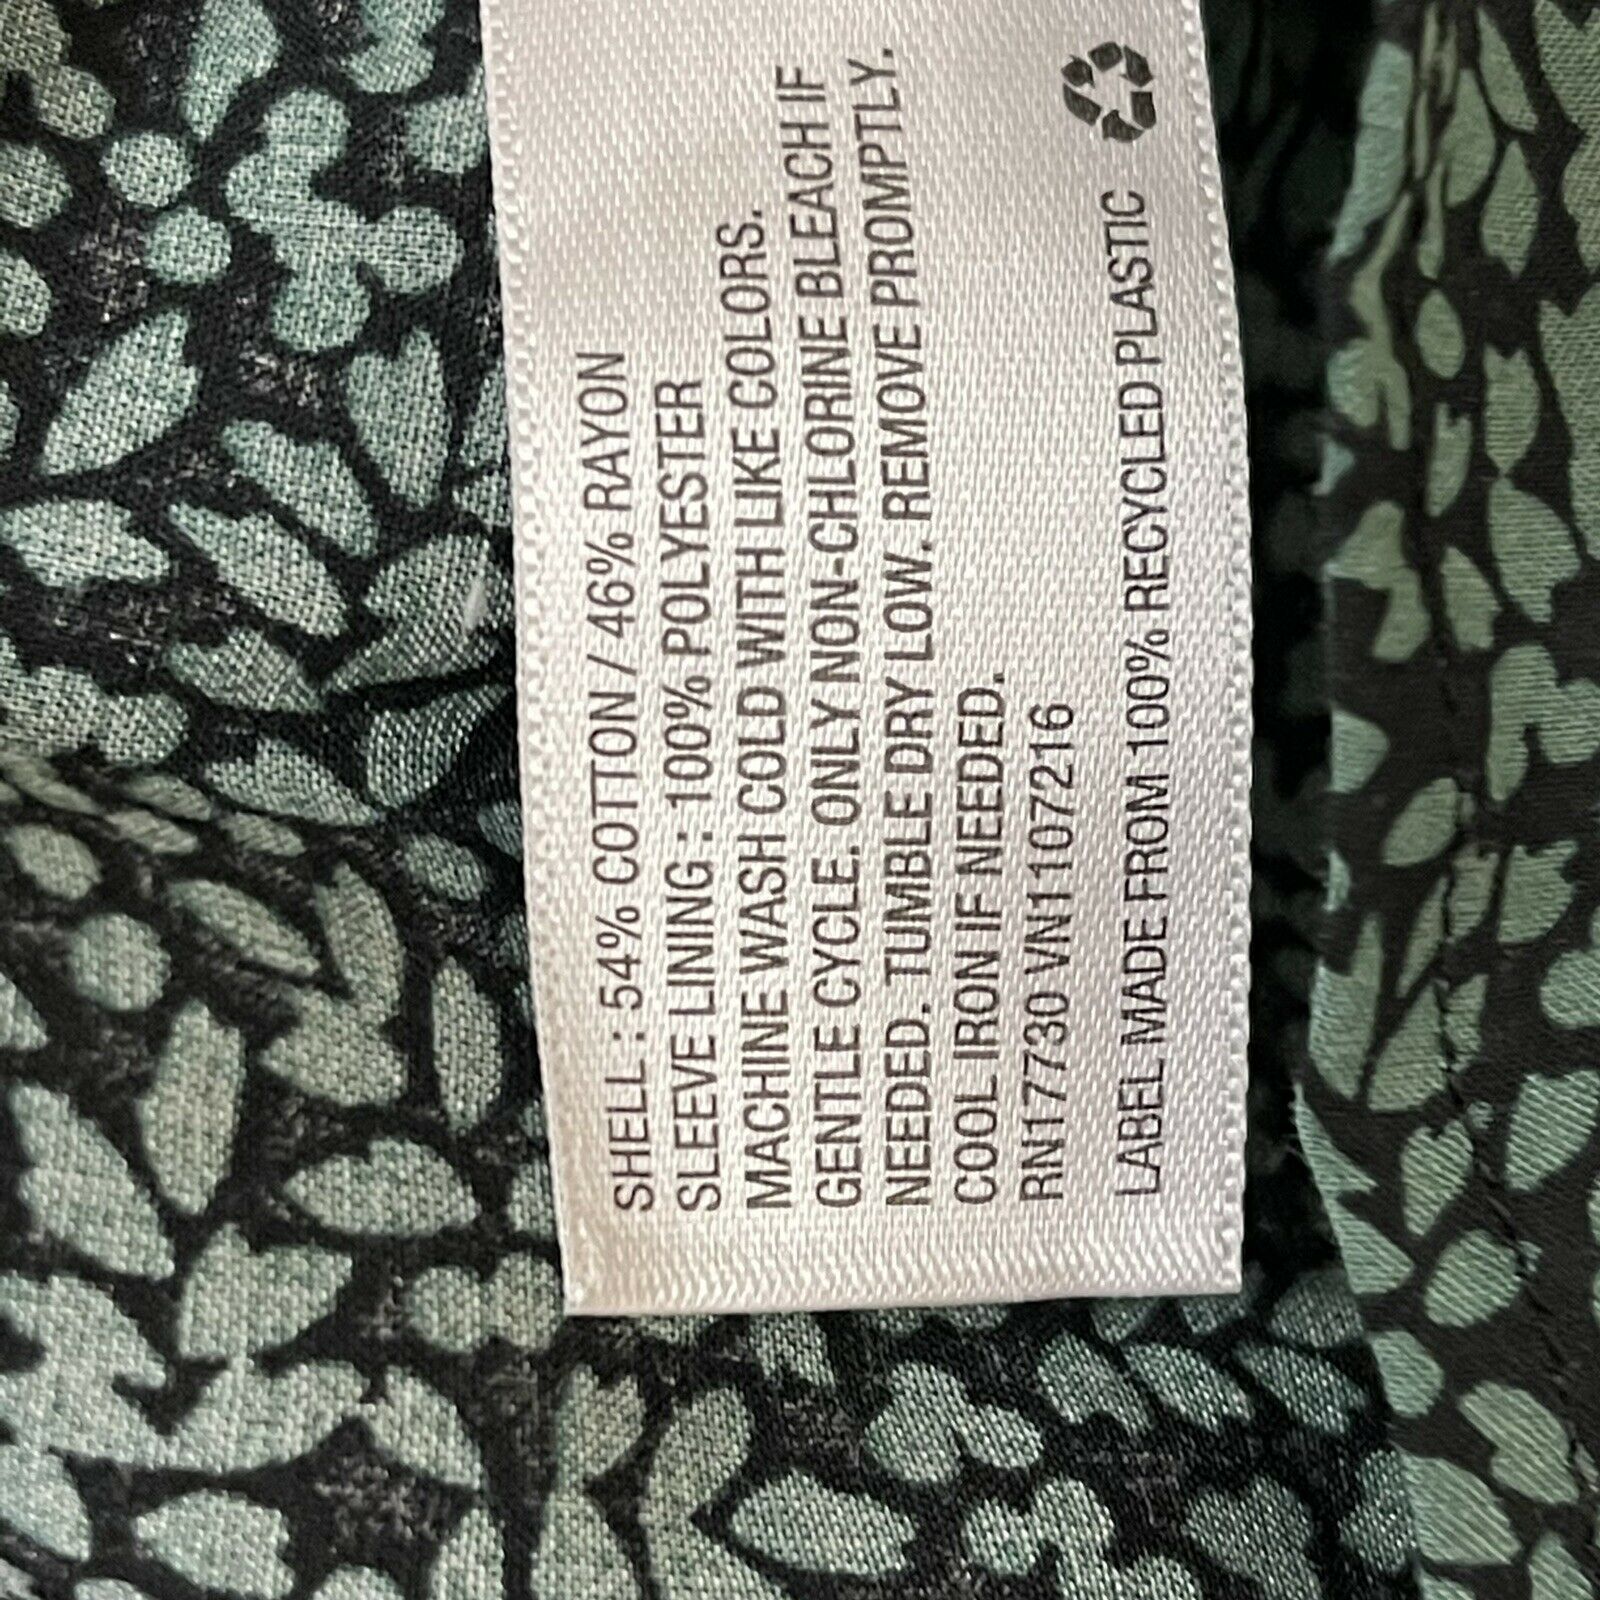 SHELL : 54% COTTON / 46% RAYON
SLEEVE LINING : 100% POLYESTER
MACHINE WASH COLD WITH LIKE COLORS.
GENTLE CYCLE. ONLY NON-CHLORINE BLEACH IF
NEEDED. TUMBLE DRY LOW. REMOVE PROMPTLY.
COOL IRON IF NEEDED.
RN17730 VN1107216
LABEL MADE FROM 100% RECYCLED PLASTIC